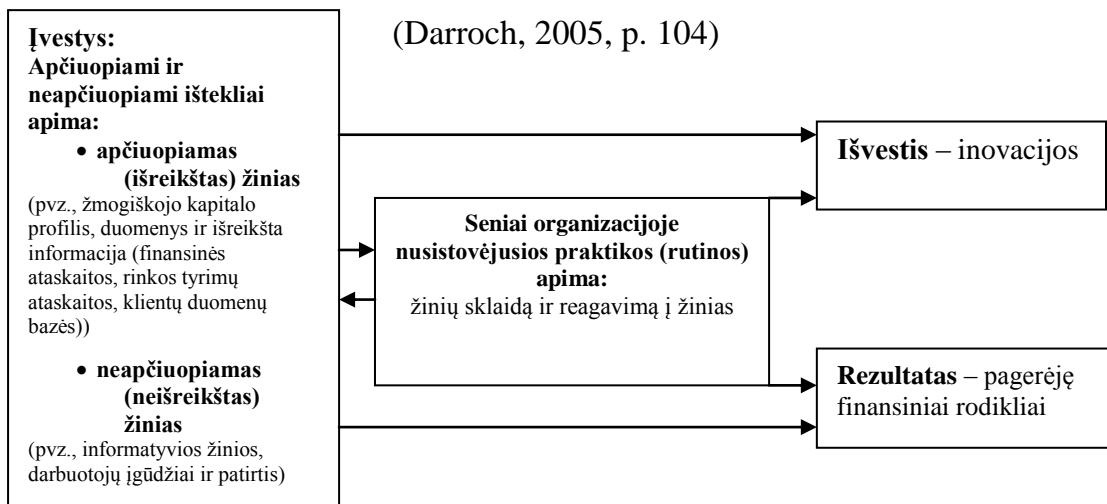 (Darroch, 2005, p. 104)
Įvestys:
Apčiuopiami ir
neapčiuopiami ištekliai
apima:
• apčiuopiamas
(išreikštas) žinias
(pvz., žmogiškojo kapitalo
profilis, duomenys ir išreikšta
informacija (finansinės
ataskaitos, rinkos tyrimų
ataskaitos, klientų duomenų
bazės))
• neapčiuopiamas
(neišreikštas)
žinias
(pvz., informatyvios žinios,
darbuotojų įgūdžiai ir patirtis)
Seniai organizacijoje
nusistovėjusios praktikos (rutinos)
apima:
žinių sklaidą ir reagavimą į žinias
Išvestis – inovacijos
Rezultatas – pagerėję
finansiniai rodikliai